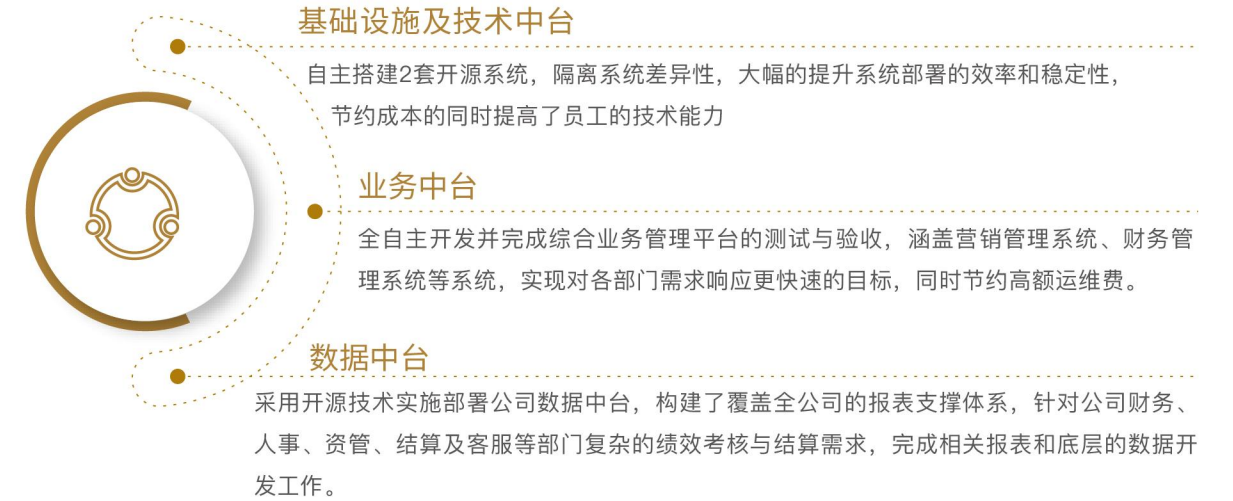 基础设施及技术中台
自主搭建2套开源系统，隔离系统差异性，大幅的提升系统部署的效率和稳定性，
节约成本的同时提高了员工的技术能力
业务中台
全自主开发并完成综合业务管理平台的测试与验收，涵盖营销管理系统、财务管
理系统等系统，实现对各部门需求响应更快速的目标，同时节约高额运维费。
数据中台
采用开源技术实施部署公司数据中台，构建了覆盖全公司的报表支撑体系，针对公司财务、
人事、资管、结算及客服等部门复杂的绩效考核与结算需求，完成相关报表和底层的数据开
发工作。